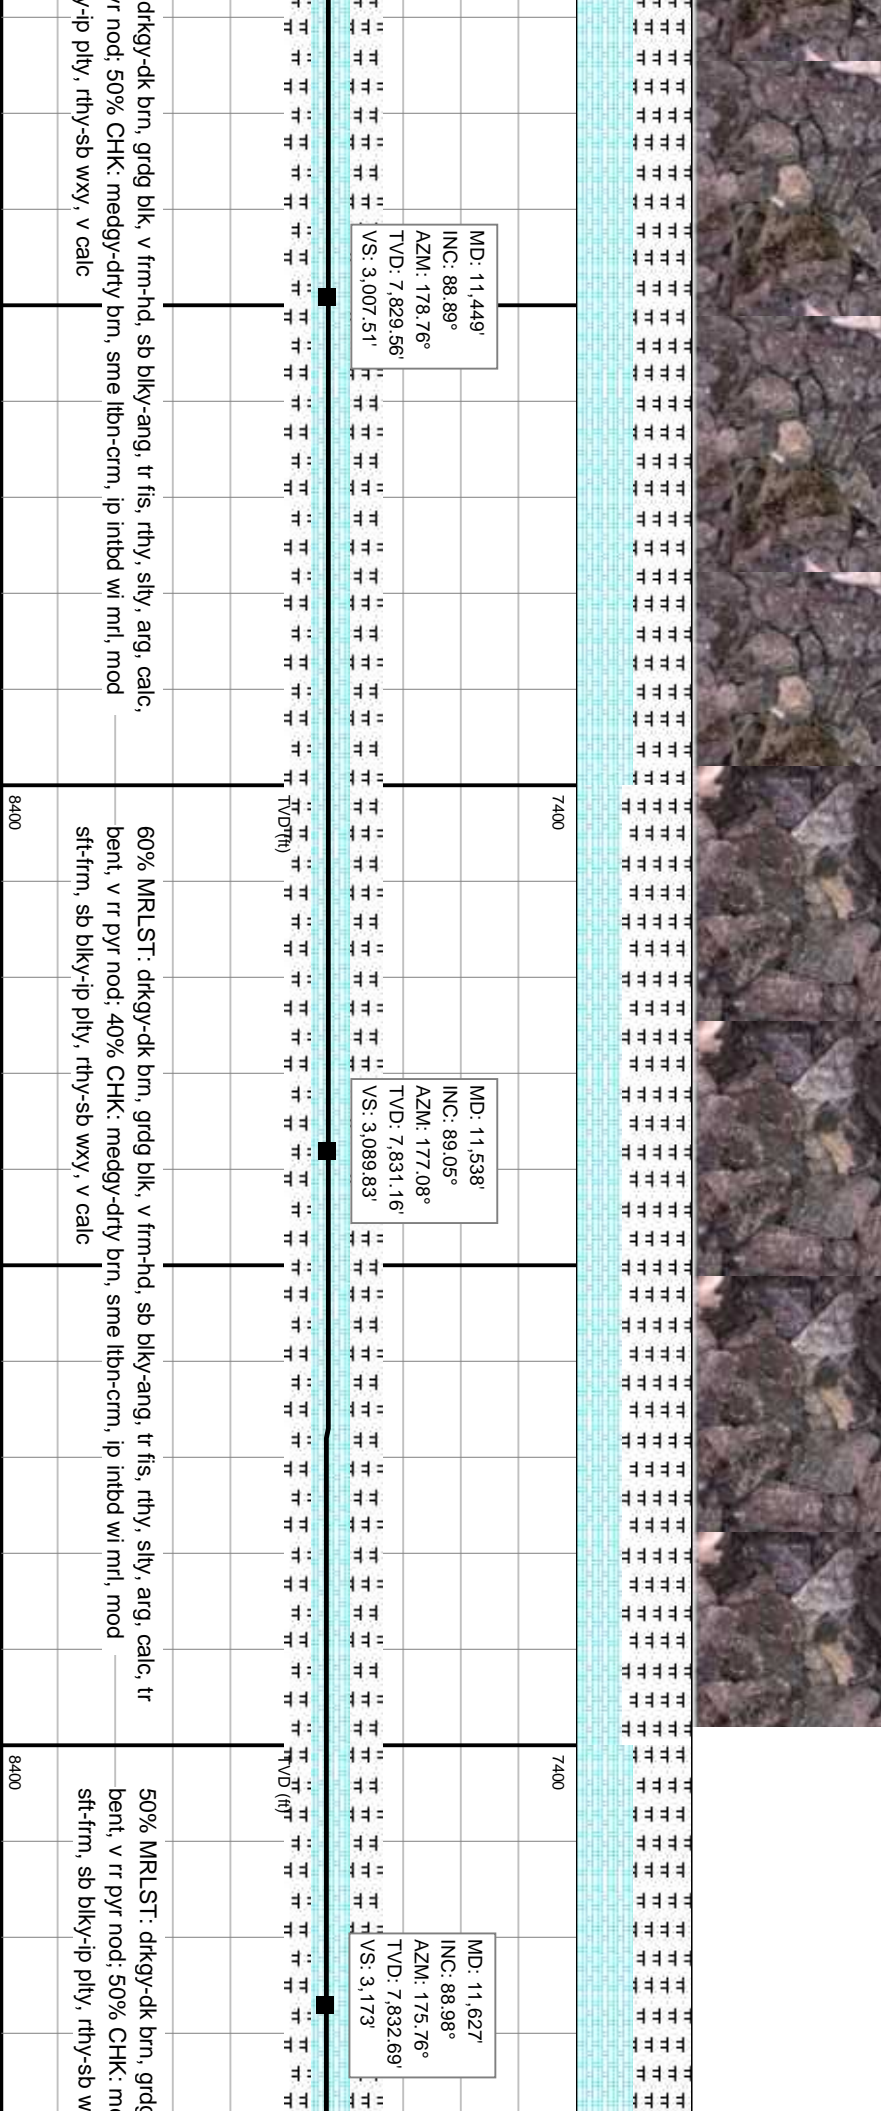 drkgy-dk brn, grdg blk, v frm-hd, sb blky-ang, tr fis, rthy, slty, arg, calc,
yr nod; 50% CHK: medgy-drty brn, sme ltbn-crm, ip intbd wi mrl, mod
y-ip plty, rthy-sb wxy, v calc
MD: 11,449'
INC: 88.89°
AZM: 178.76°
TVD: 7,829.56'
VS: 3,007.51'
7400
TVD (ft)
8400
60% MRLST: drkgy-dk brn, grdg blk, v frm-hd, sb blky-ang, tr fis, rthy, slty, arg, calc, tr
bent, v rr pyr nod; 40% CHK: medgy-drty brn, sme ltbn-crm, ip intbd wi mrl, mod
sft-frm, sb blky-ip plty, rthy-sb wxy, v calc
MD: 11,538'
INC: 89.05°
AZM: 177.08°
TVD: 7,831.16'
VS: 3,089.83'
7400
TVD (ft)
8400
50% MRLST: drkgy-dk brn, grdg
bent, v rr pyr nod; 50% CHK: me
sft-frm, sb blky-ip plty, rthy-sb w
MD: 11,627'
INC: 88.98°
AZM: 175.76°
TVD: 7,832.69'
VS: 3,173'